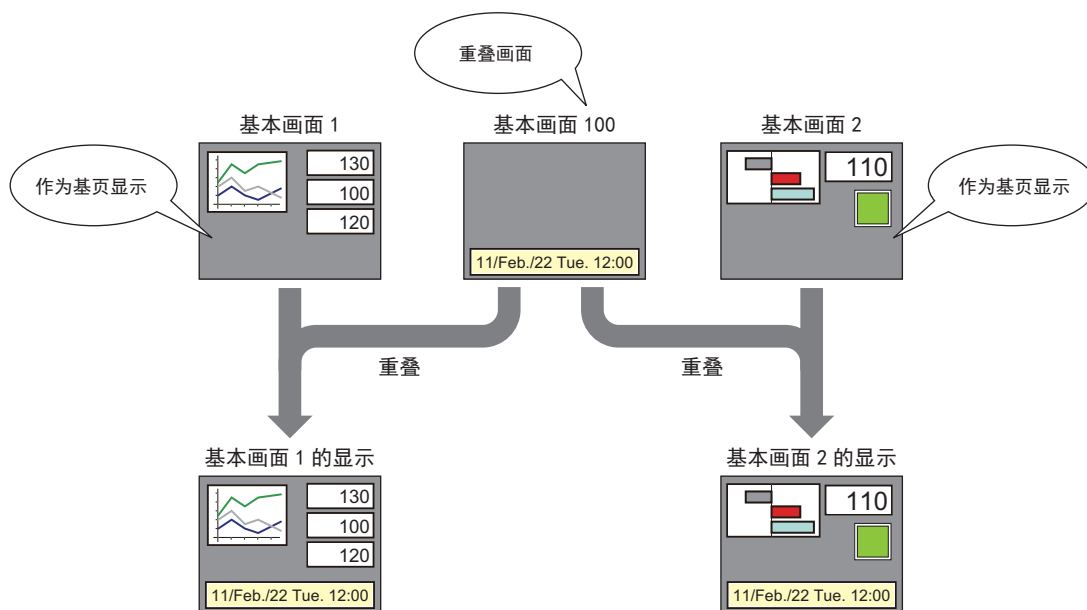 重叠画面
基本画面 1
基本画面 100
基本画面 2
作为基页显示
130
100
120
11/Feb./22 Tue. 12:00
110
作为基页显示
重叠
重叠
基本画面 1 的显示
基本画面 2 的显示
130
100
120
11/Feb./22 Tue. 12:00
110
11/Feb./22 Tue. 12:00